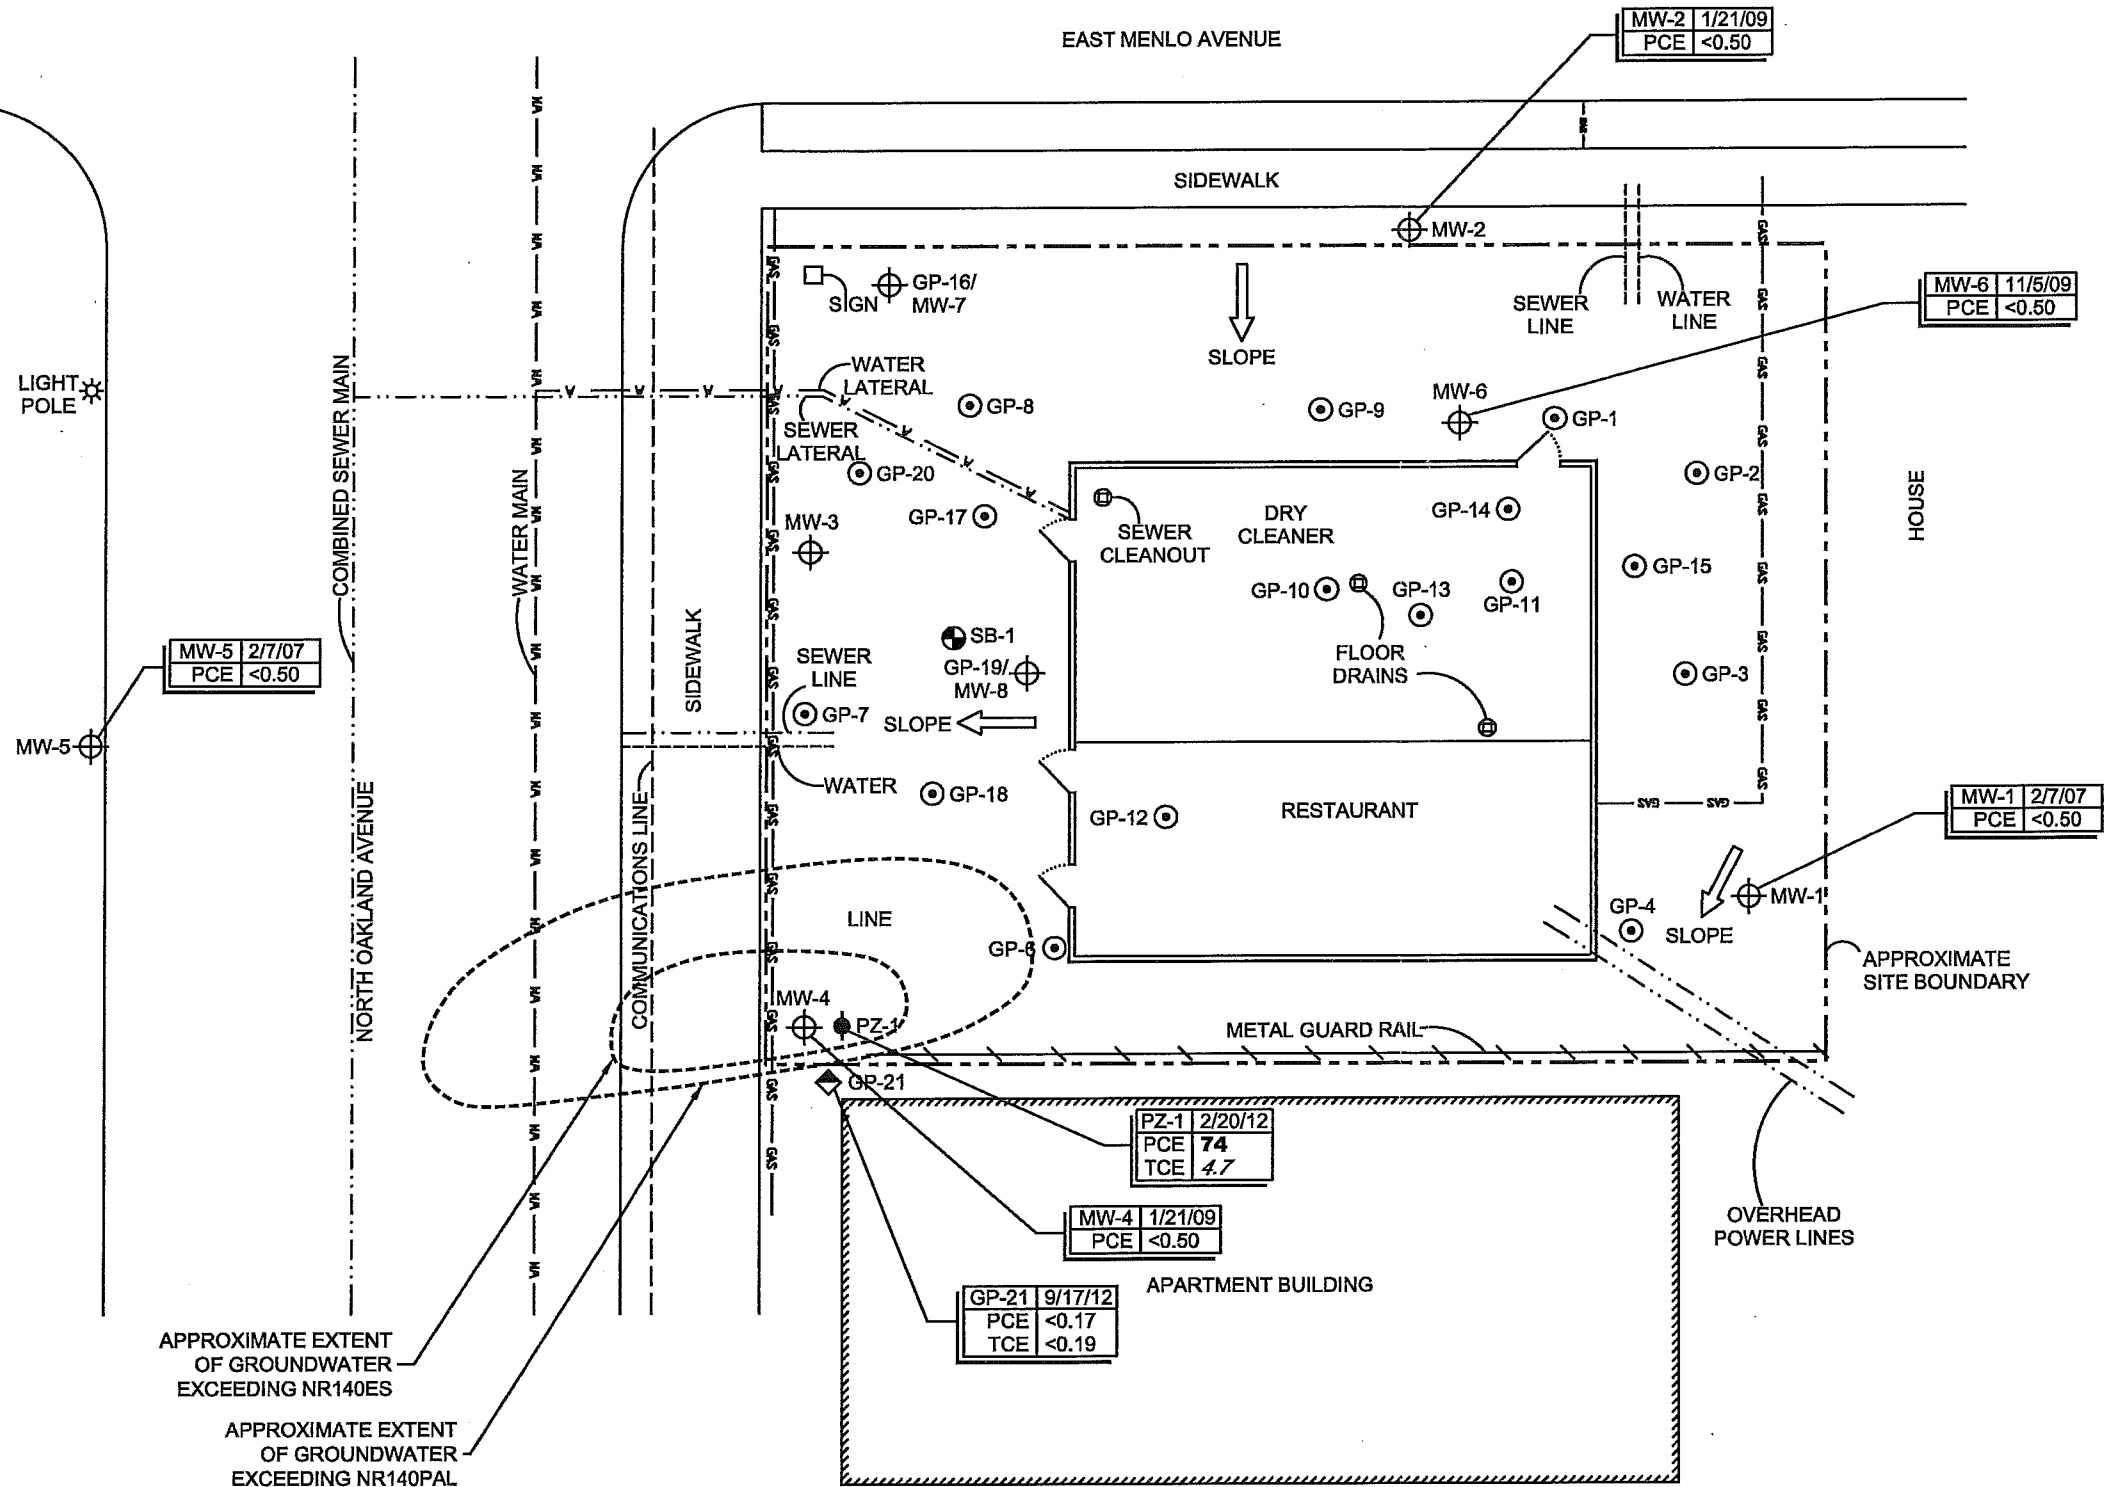 EAST MENLO AVENUE
MW-2 1/21/09
PCE <0.50
SIDEWALK
MW-2
SIGN
GP-16/
MW-7
SLOPE
SEWER
LINE
WATER
LINE
MW-6 11/5/09
PCE <0.50
LIGHT
POLE
WATER
LATERAL
SEWER
LATERAL
GP-8
GP-9
MW-6
GP-1
GP-20
GP-17
GP-2
COMBINED SEWER MAIN
WATER MAIN
MW-3
SEWER
CLEANOUT
DRY
CLEANER
GP-14
HOUSE
GP-15
GP-10
GP-13
GP-11
SIDEWALK
SB-1
GP-19/
MW-8
SEWER
LINE
FLOOR
DRAINS
GP-3
MW-5 2/7/07
PCE <0.50
MW-5
GP-7
SLOPE
WATER
GP-18
GP-12
RESTAURANT
GAS GAS
MW-1 2/7/07
PCE <0.50
NORTH OAKLAND AVENUE
COMMUNICATIONS LINE
LINE
GP-6
GP-4
SLOPE
MW-1
APPROXIMATE
SITE BOUNDARY
MW-4
PZ-1
METAL GUARD RAIL
GP-21
PZ-1 2/20/12
PCE 74
TCE 4.7
MW-4 1/21/09
PCE <0.50
OVERHEAD
POWER LINES
APARTMENT BUILDING
GP-21 9/17/12
PCE <0.17
TCE <0.19
APPROXIMATE EXTENT
OF GROUNDWATER
EXCEEDING NR140ES
APPROXIMATE EXTENT
OF GROUNDWATER
EXCEEDING NR140PAL